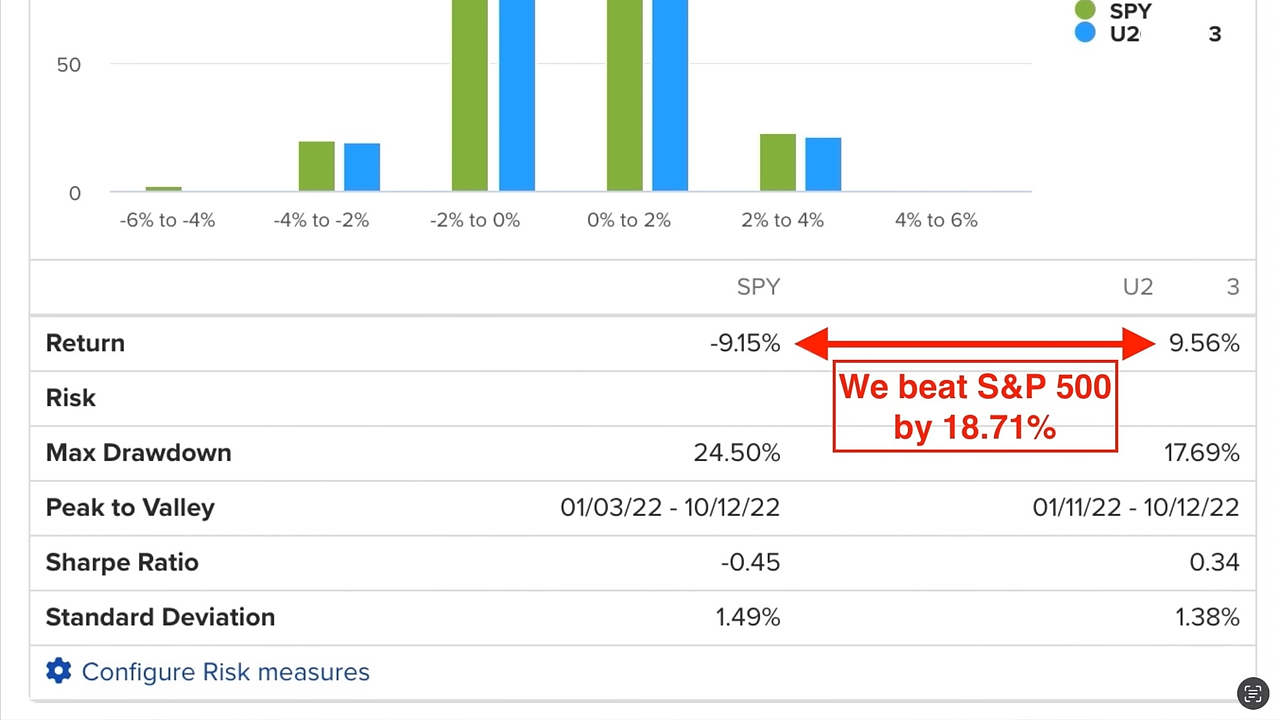 SPY
U2 3
50
0
-6% to -4% -4% to -2% -2% to 0% 0% to 2% 2% to 4% 4% to 6%
SPY U2 3
Return -9.15% 9.56%
We beat S&P 500
by 18.71%
Risk
Max Drawdown 24.50% 17.69%
Peak to Valley 01/03/22 - 10/12/22 01/11/22 - 10/12/22
Sharpe Ratio -0.45 0.34
Standard Deviation 1.49% 1.38%
Configure Risk measures